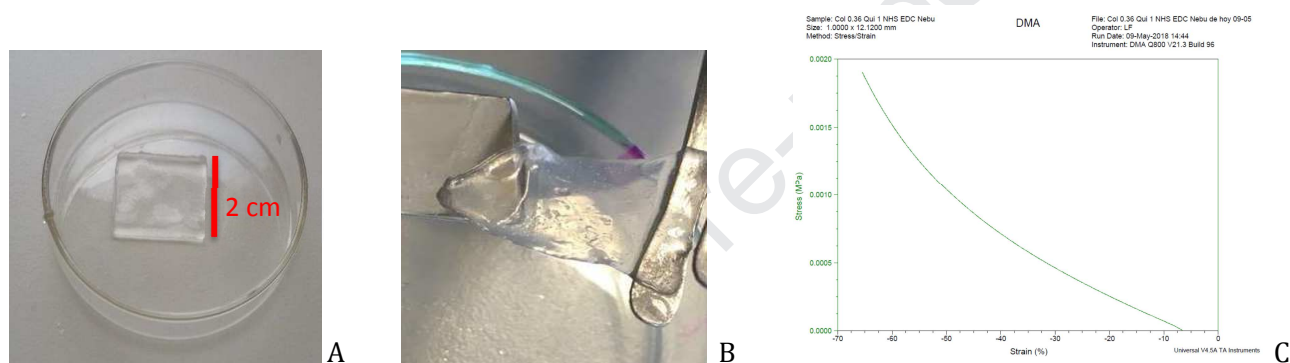 2 cm
A
B
Sample: Col 0.36 Qui 1 NHS EDC Nebu
Size: 1.0000 x 12.1200 mm
Method: Stress/Strain
DMA
File: Col 0.36 Qui 1 NHS EDC Nebu de hoy 09-05
Operator: LF
Run Date: 09-May-2018 14:44
Instrument: DMA Q800 V21.3 Build 96
0.0020
0.0015
0.0010
0.0005
0.0000
Stress (MPa)
-70
-60
-50
-40
-30
-20
-10
0
Strain (%)
Universal V4.5A TA Instruments
C